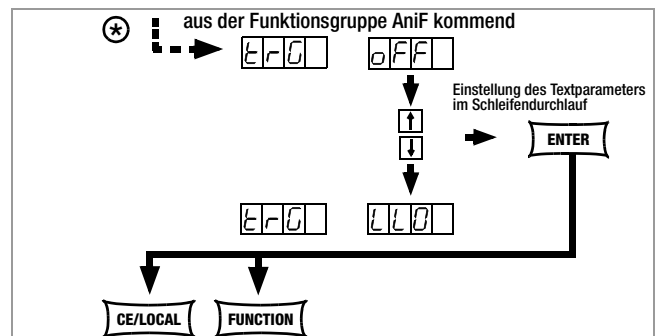 aus der Funktionsgruppe AniF kommend
trG oFF
Einstellung des Textparameters
im Schleifendurchlauf
ENTER
trG LLO
CE/LOCAL FUNCTION